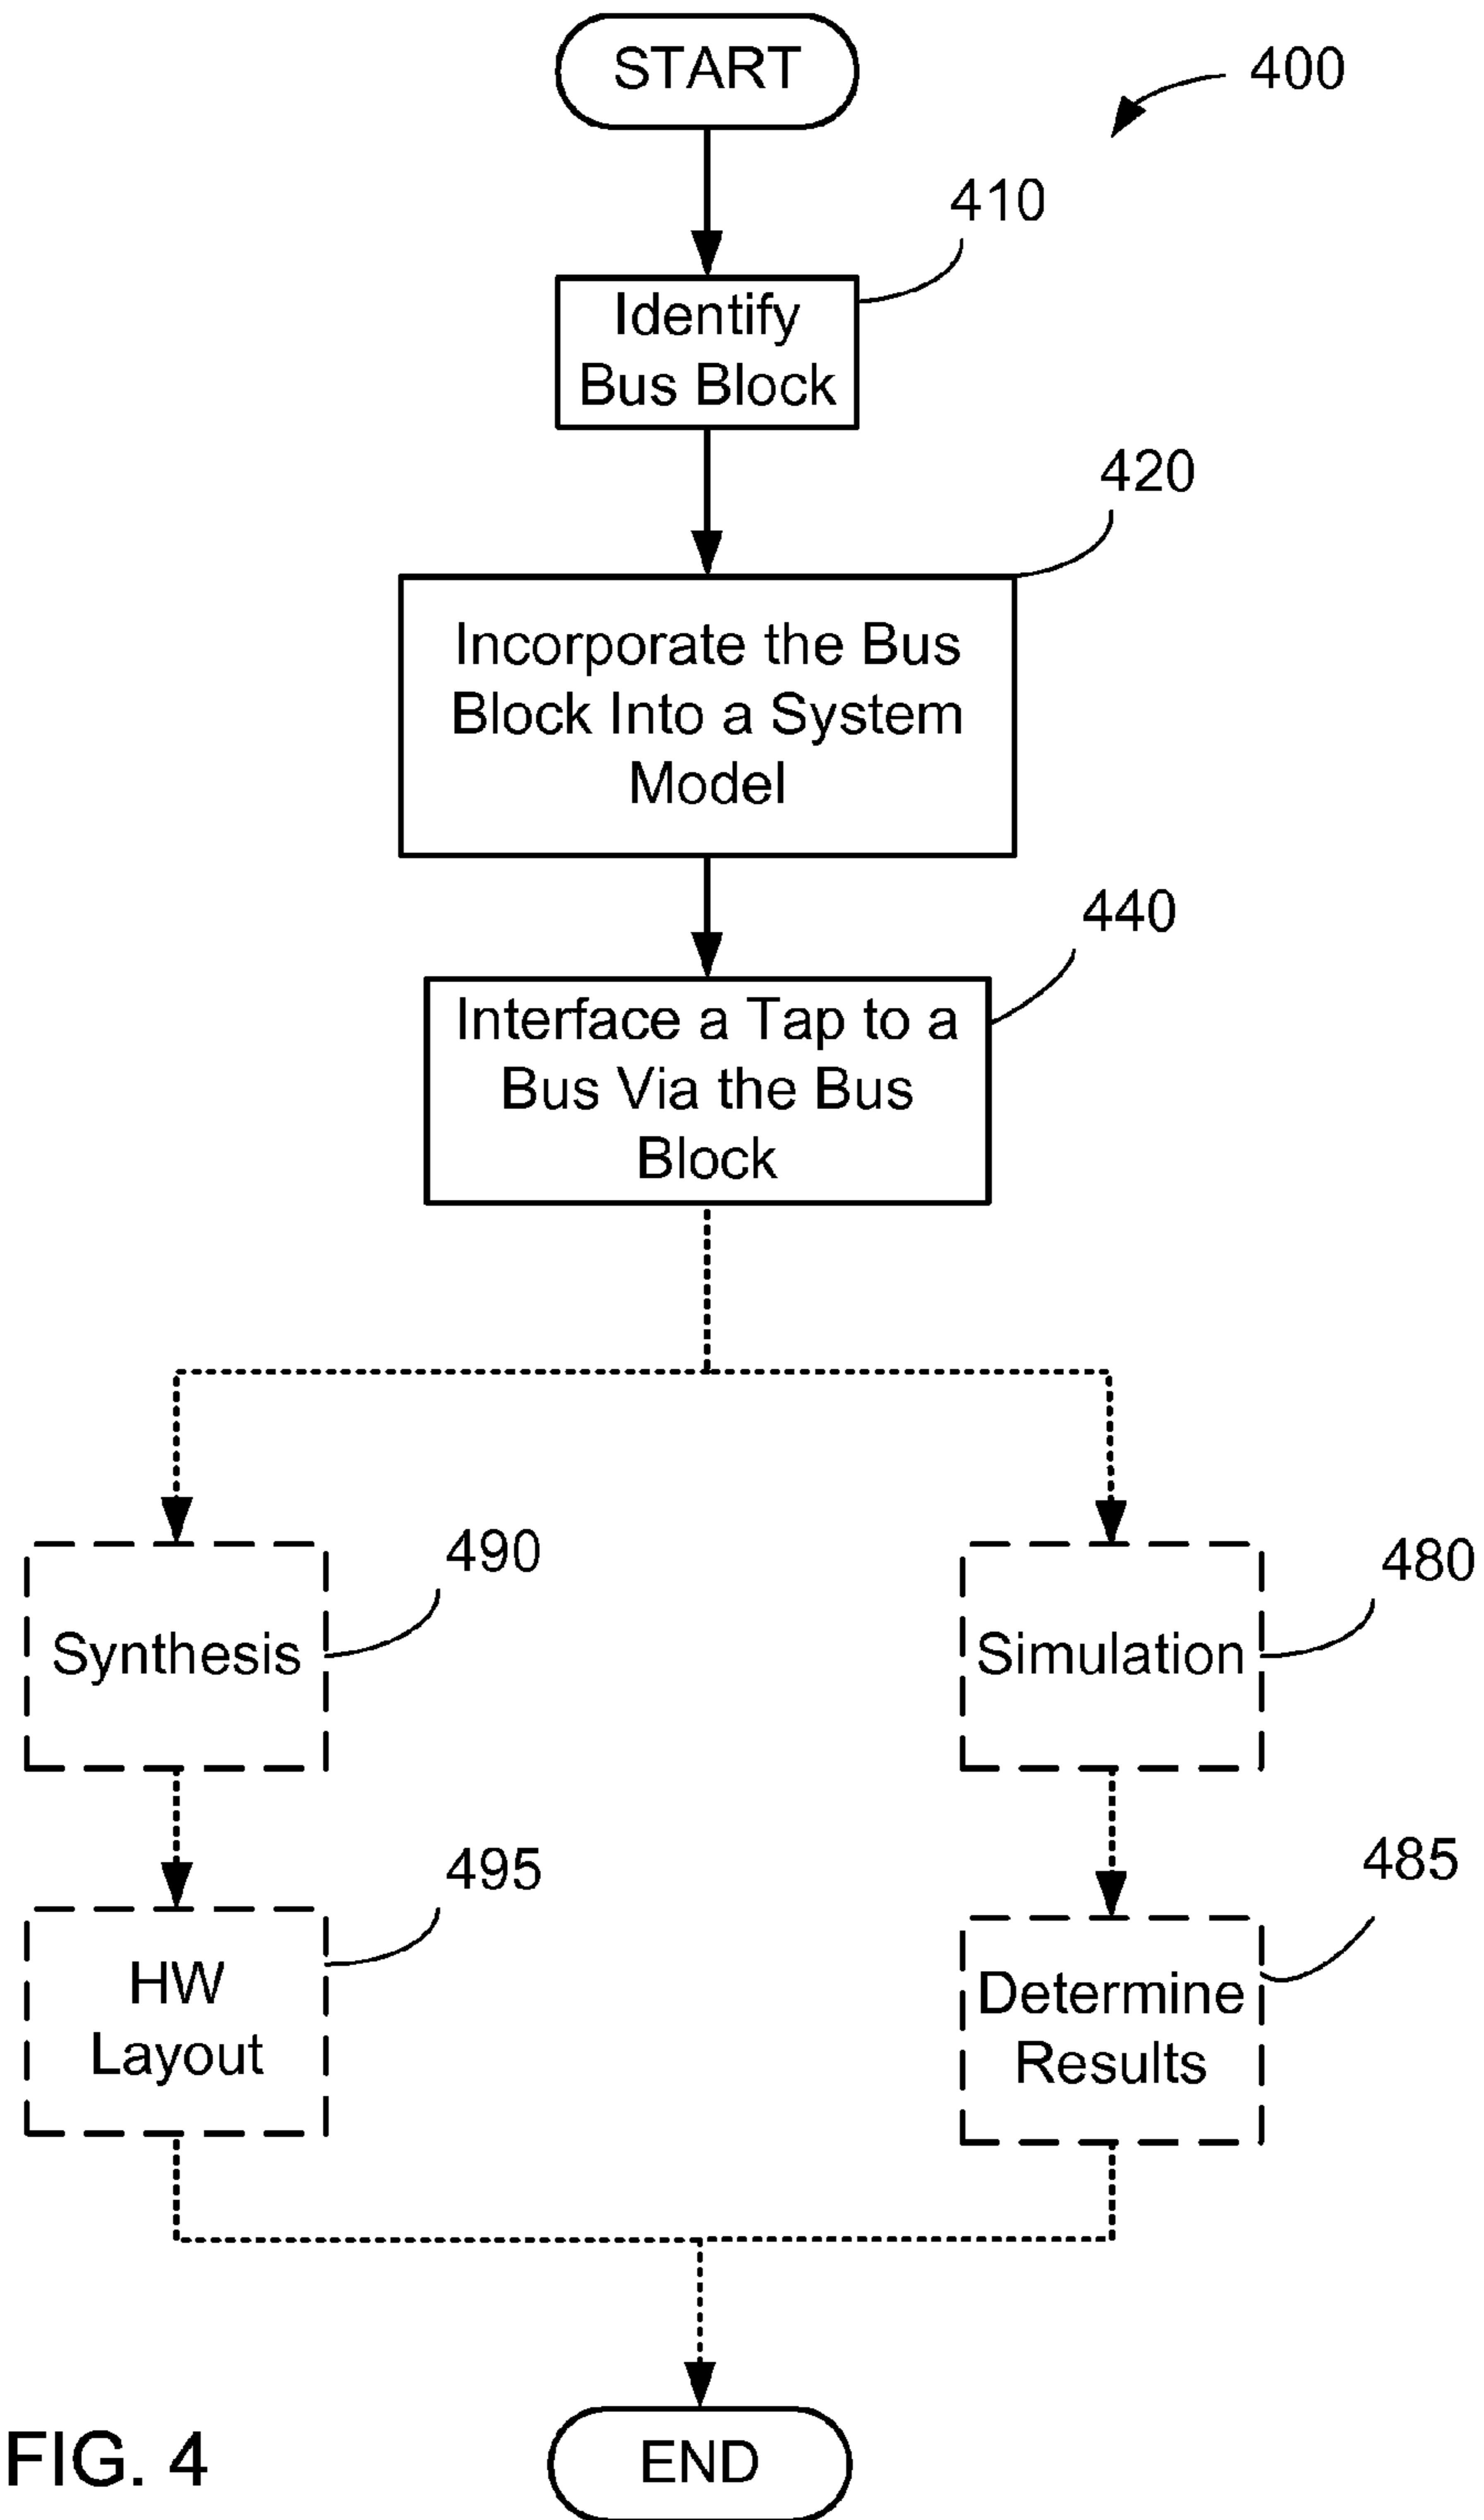 START
400
410
Identify
Bus Block
420
Incorporate the Bus
Block Into a System
Model
440
Interface a Tap to a
Bus Via the Bus
Block
490
480
Synthesis
Simulation
495
485
HW
Layout
Determine
Results
FIG. 4
END